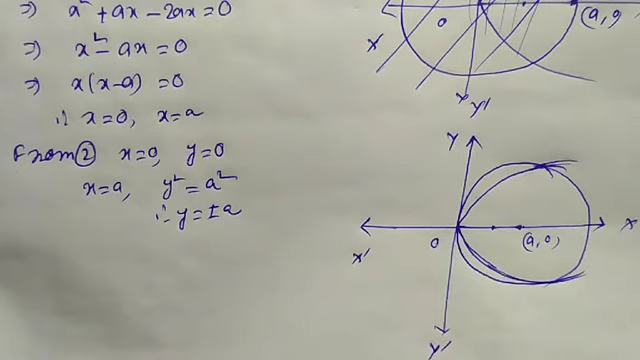 ⇒ x² + ax − 2ax = 0
⇒ x² − ax = 0
⇒ x(x−a) = 0
∴ x=0, x=a
From ② x=0, y=0
x=a, y² = a²
∴ y = ±a
X'
O
(a, 0)
Y'
Y
X'
O
(a, 0)
X
Y'